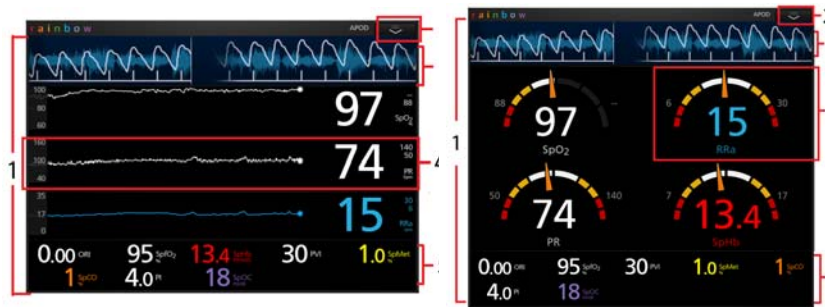 rainbow APOD
1
100
80
60
97
--
88
SpO₂
%
160
100
40
74
140
50
PR
bpm
35
17
0
15
30
6
RRa
0.00 ORI 95 SpfO₂ % 13.4 SpHb 30 PVI 1.0 SpMet %
1 SpCO % 4.0 PI 18 SpOC
rainbow APOD
1
88 -- 6 30
97 15
SpO₂ RRa
50 140 7 17
74 13.4
PR SpHb
0.00 ORI 95 SpfO₂ % 30 PVI 1.0 SpMet % 1 SpCO %
4.0 PI 18 SpOC